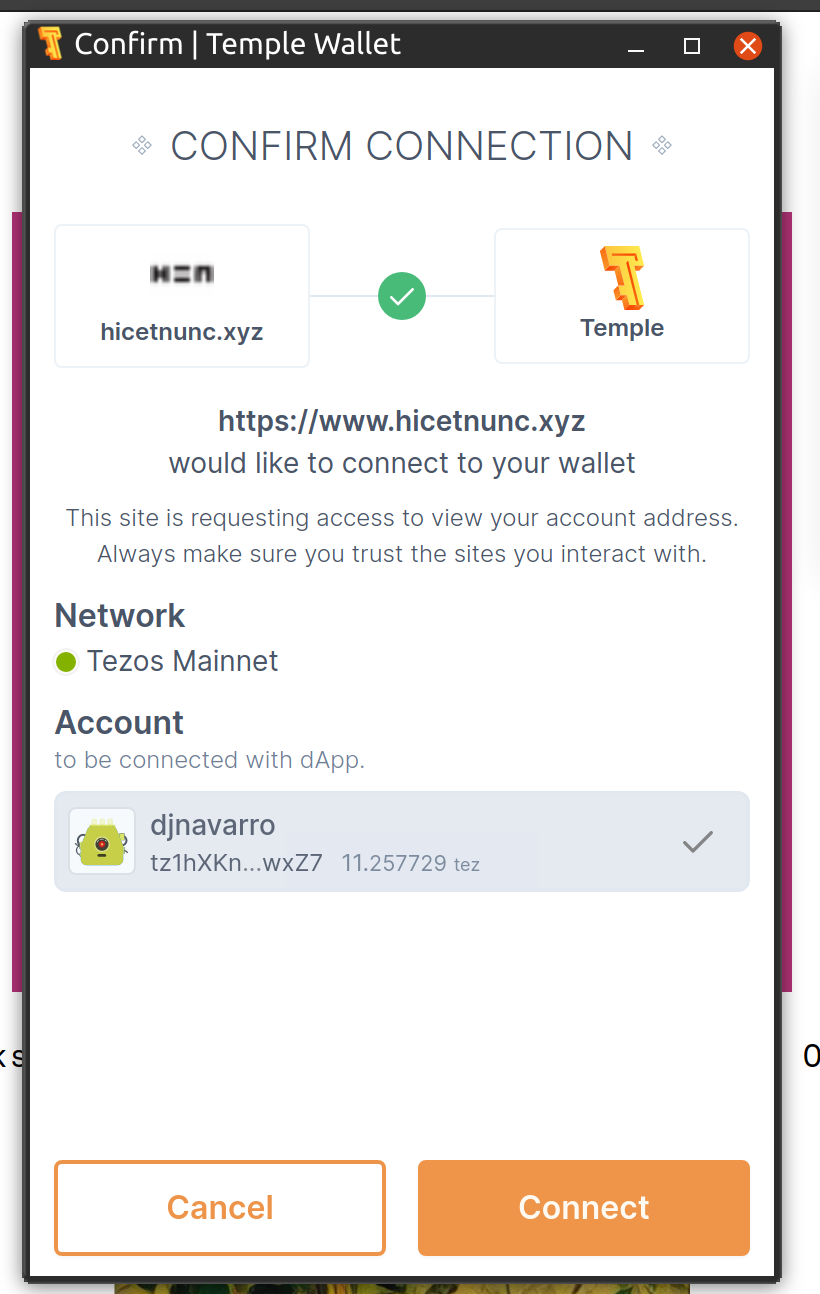 Confirm | Temple Wallet
CONFIRM CONNECTION
hicetnunc.xyz
Temple
https://www.hicetnunc.xyz
would like to connect to your wallet
This site is requesting access to view your account address.
Always make sure you trust the sites you interact with.
Network
Tezos Mainnet
Account
to be connected with dApp.
djnavarro
tz1hXKn...wxZ7 11.257729 tez
Cancel
Connect